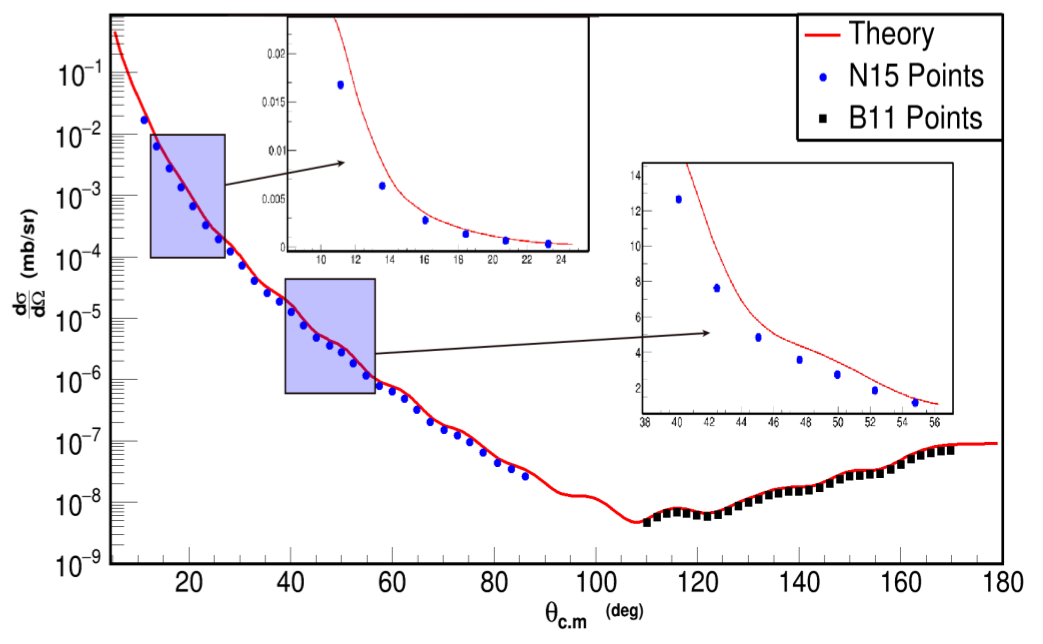 Theory
N15 Points
B11 Points
10⁻¹
10⁻²
10⁻³
10⁻⁴
10⁻⁵
10⁻⁶
10⁻⁷
10⁻⁸
10⁻⁹
dσ
dΩ
(mb/sr)
0.02
0.015
0.01
0.005
0
10 12 14 16 18 20 22 24
14
12
10
8
6
4
2
38 40 42 44 46 48 50 52 54 56
20 40 60 80 100 120 140 160 180
θc.m (deg)